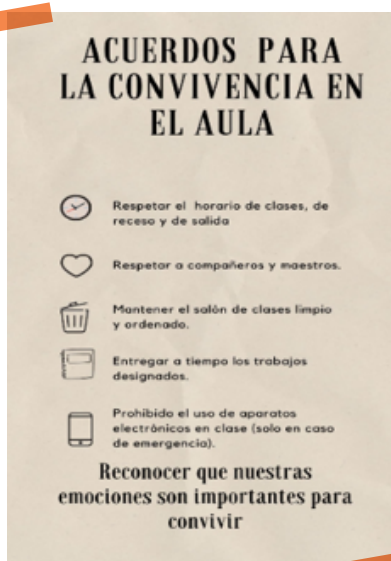 ACUERDOS PARA
LA CONVIVENCIA EN
EL AULA
Respetar el horario de clases, de
receso y de salida
Respetar a compañeros y maestros.
Mantener el salón de clases limpio
y ordenado.
Entregar a tiempo los trabajos
designados.
Prohibido el uso de aparatos
electrónicos en clase (solo en caso
de emergencia).
Reconocer que nuestras
emociones son importantes para
convivir